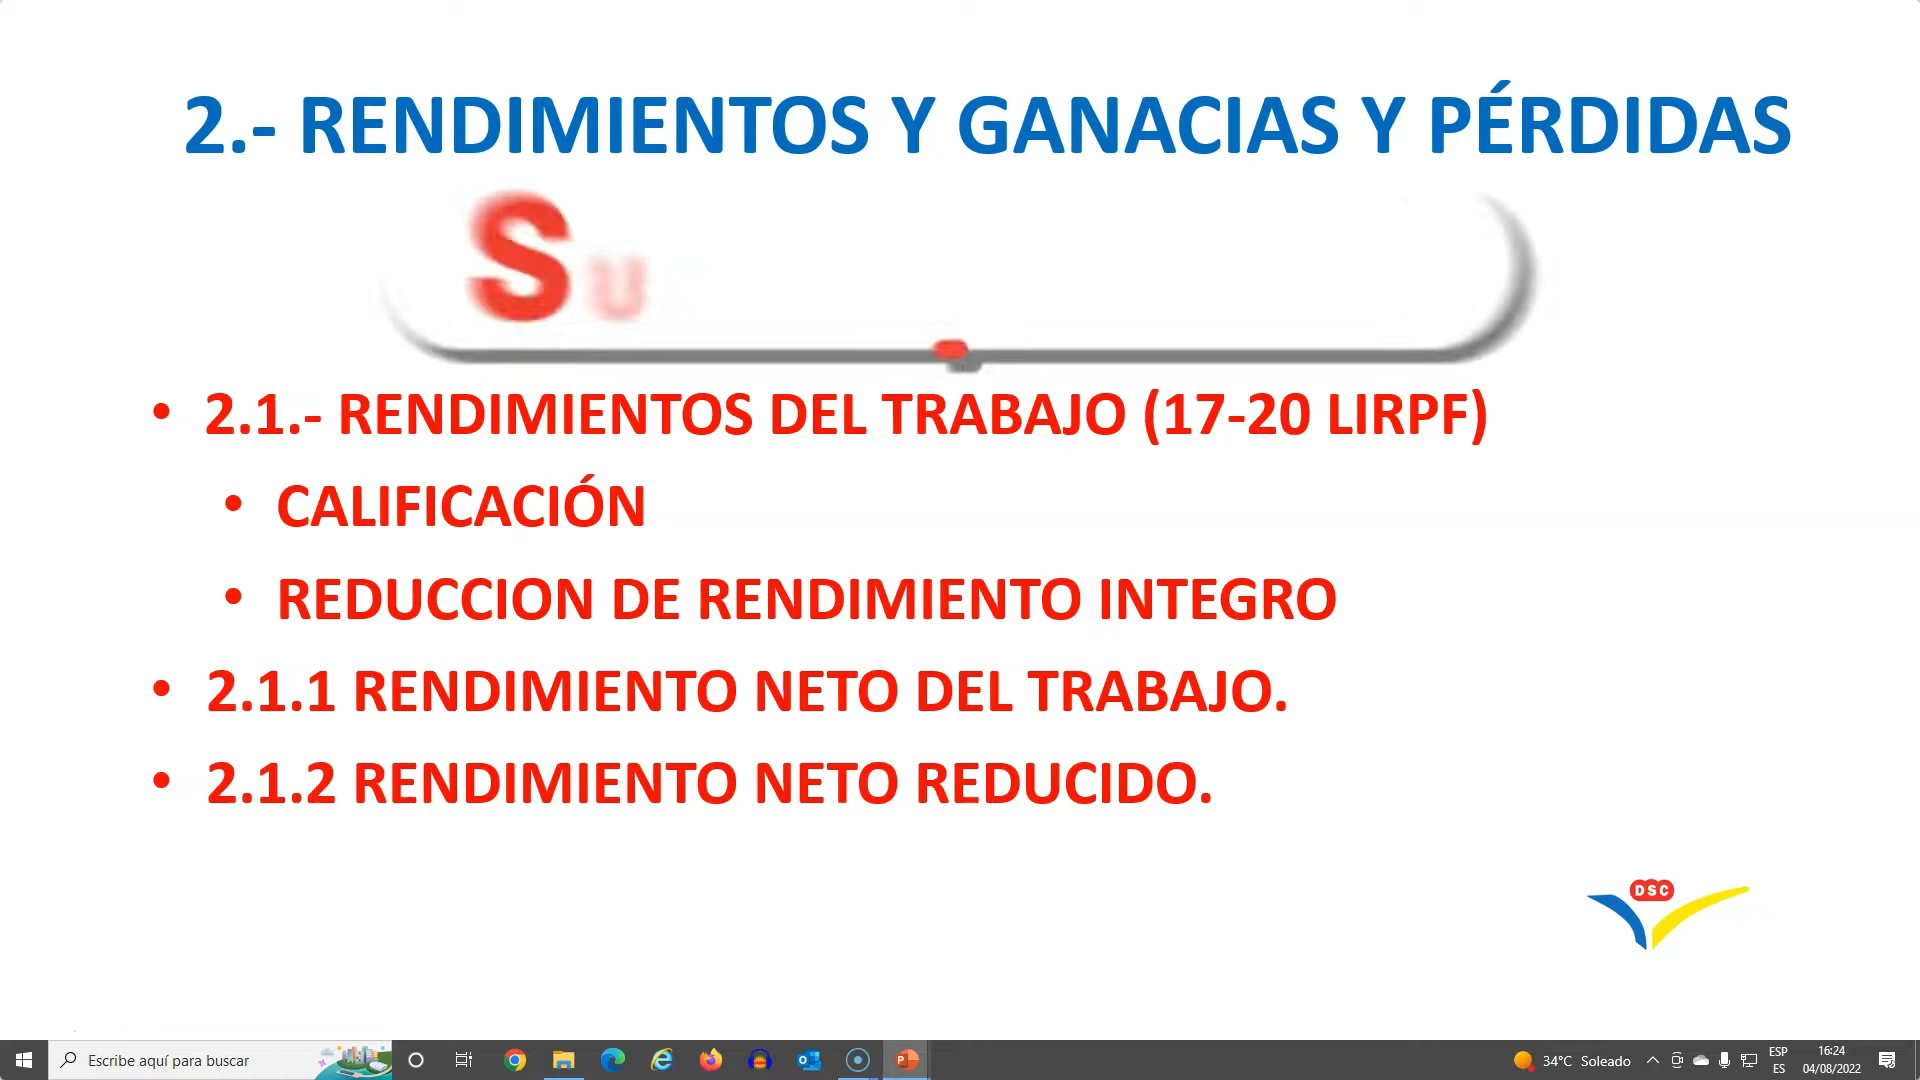 2.- RENDIMIENTOS Y GANACIAS Y PÉRDIDAS
Su
• 2.1.- RENDIMIENTOS DEL TRABAJO (17-20 LIRPF)
• CALIFICACIÓN
• REDUCCION DE RENDIMIENTO INTEGRO
• 2.1.1 RENDIMIENTO NETO DEL TRABAJO.
• 2.1.2 RENDIMIENTO NETO REDUCIDO.
DSC
Escribe aquí para buscar
34°C Soleado
ESP
ES
16:24
04/08/2022